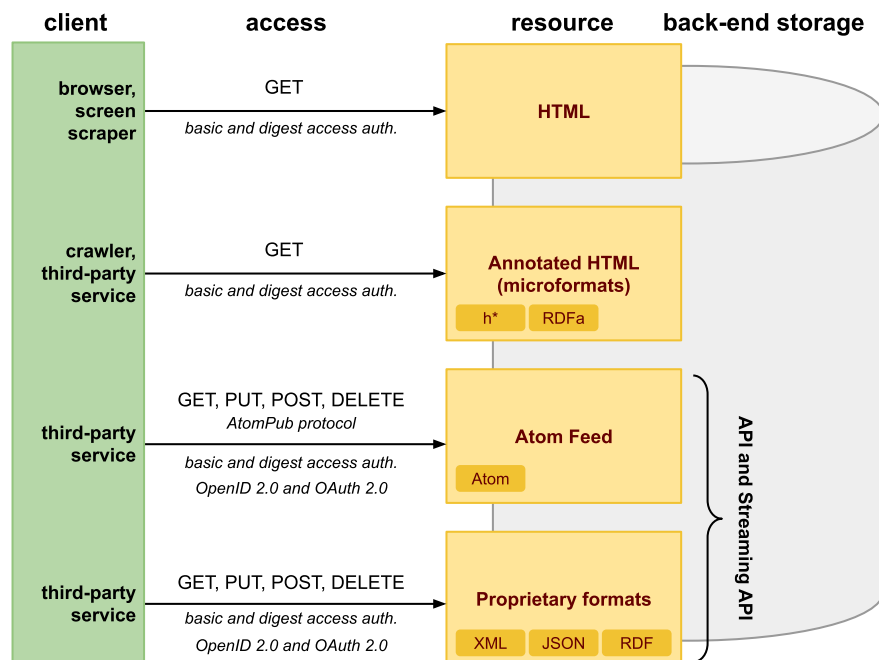 client
access
resource
back-end storage
browser,
screen
scraper
GET
basic and digest access auth.
HTML
crawler,
third-party
service
GET
basic and digest access auth.
Annotated HTML
(microformats)
h*
RDFa
third-party
service
GET, PUT, POST, DELETE
AtomPub protocol
basic and digest access auth.
OpenID 2.0 and OAuth 2.0
Atom Feed
Atom
third-party
service
GET, PUT, POST, DELETE
basic and digest access auth.
OpenID 2.0 and OAuth 2.0
Proprietary formats
XML
JSON
RDF
API and Streaming API